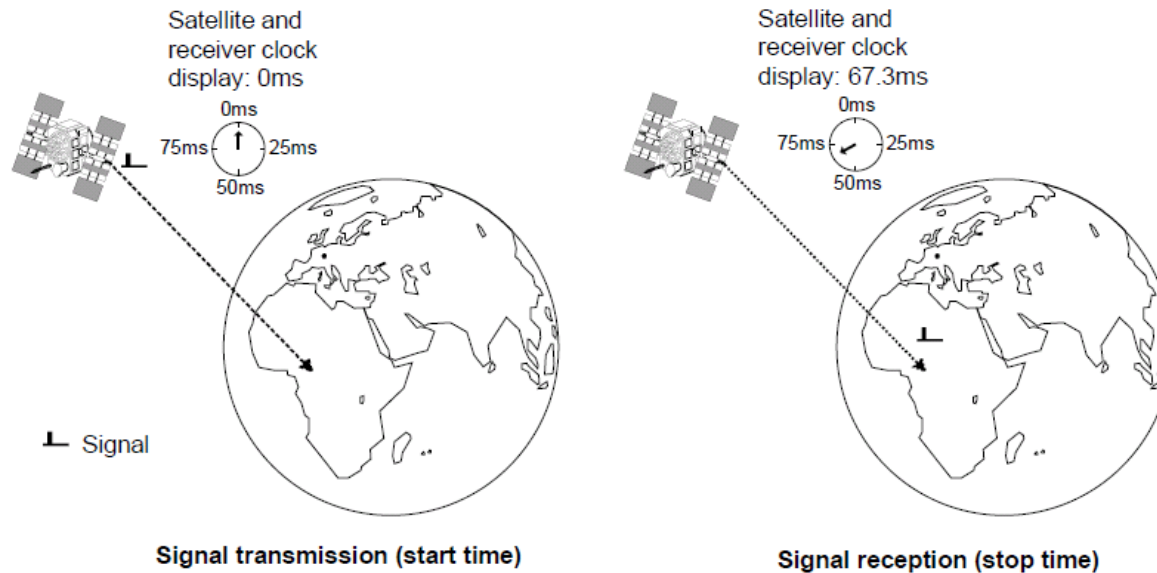 Satellite and
receiver clock
display: 0ms
0ms
75ms
25ms
50ms
Signal
Signal transmission (start time)
Satellite and
receiver clock
display: 67.3ms
0ms
75ms
25ms
50ms
Signal reception (stop time)